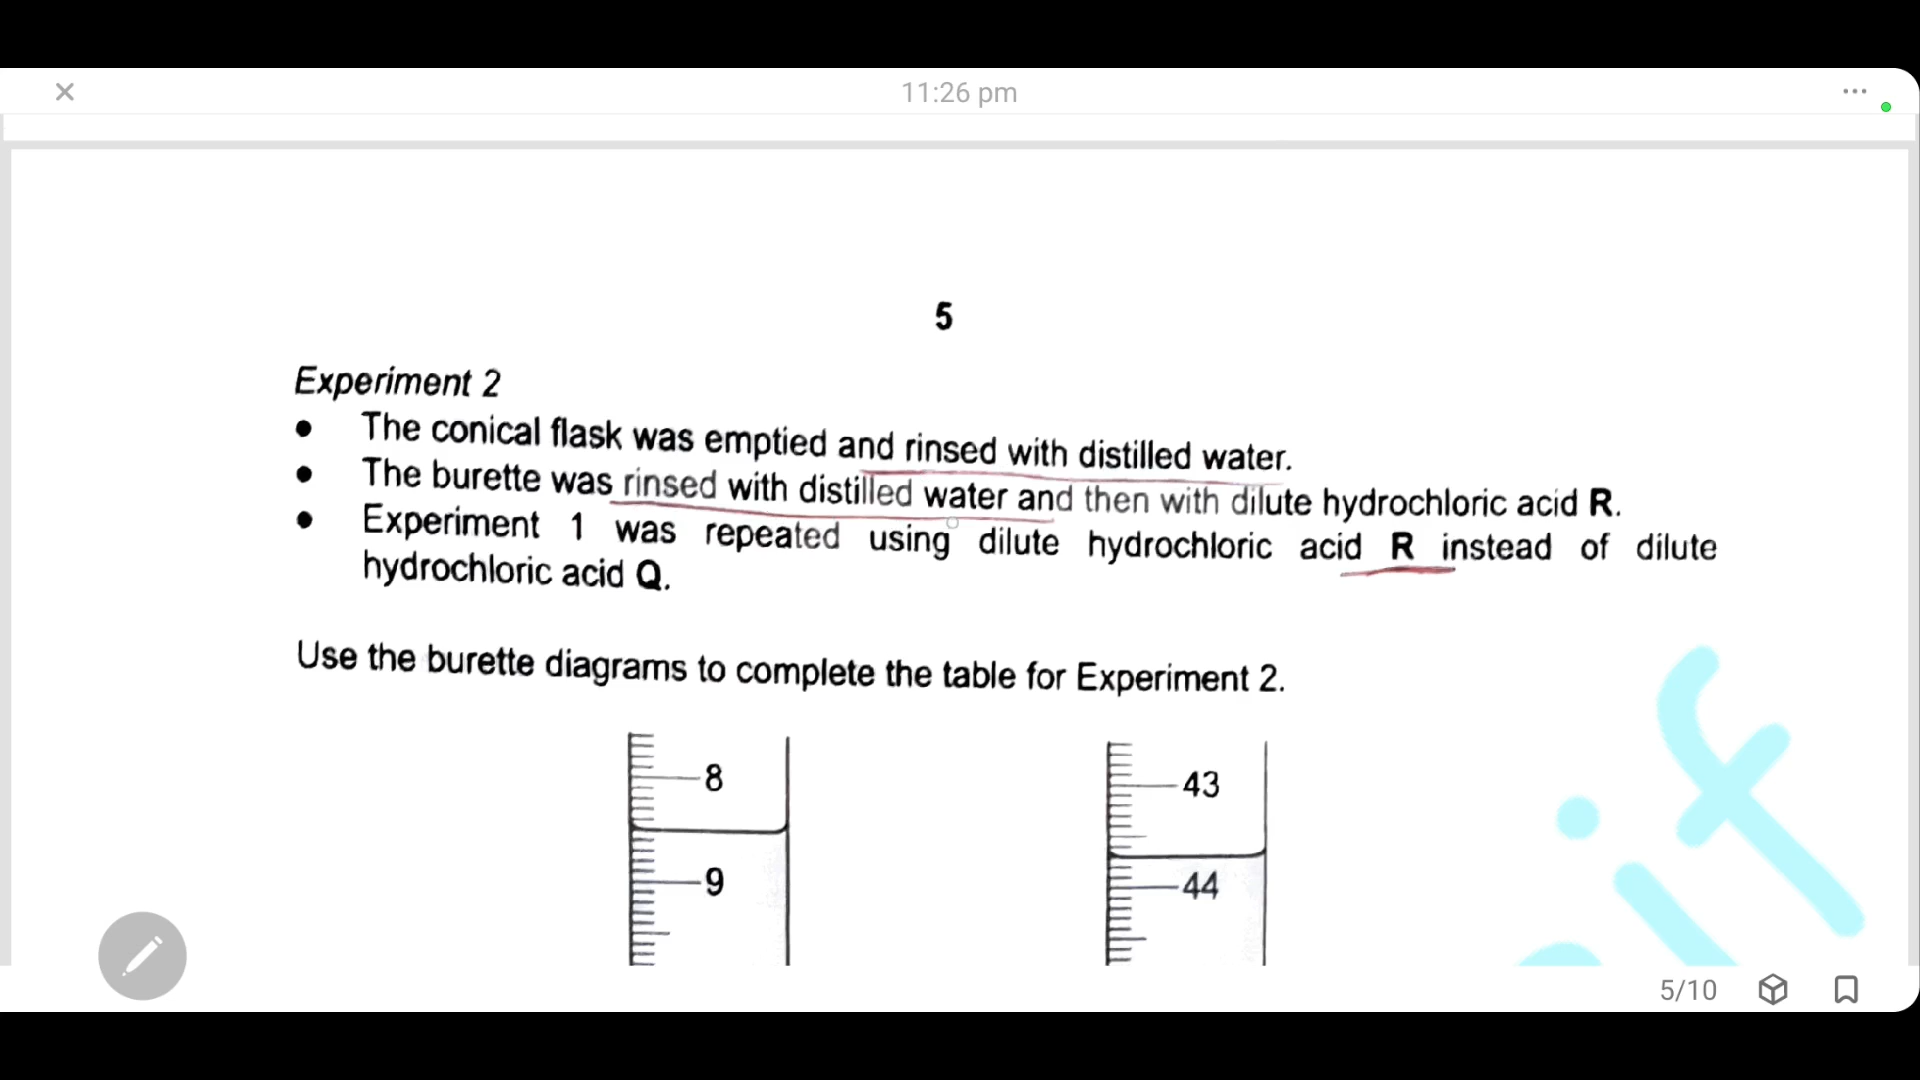 11:26 pm
5
Experiment 2
The conical flask was emptied and rinsed with distilled water.
The burette was rinsed with distilled water and then with dilute hydrochloric acid R.
Experiment 1 was repeated using dilute hydrochloric acid R instead of dilute
hydrochloric acid Q.
Use the burette diagrams to complete the table for Experiment 2.
8
43
9
44
if
5/10